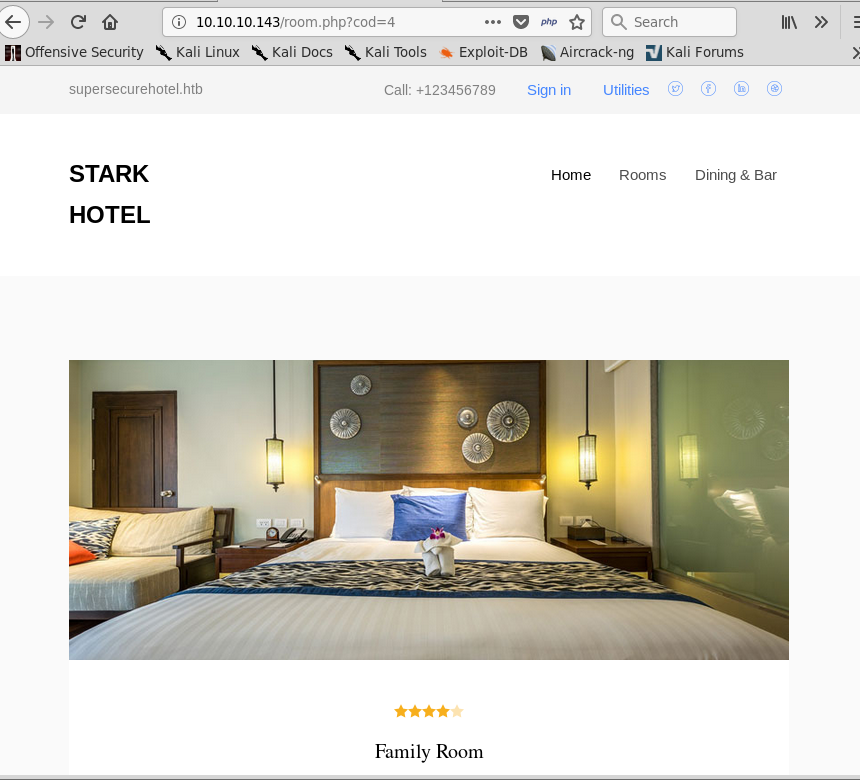 10.10.10.143/room.php?cod=4
php
Search
Offensive Security Kali Linux Kali Docs Kali Tools Exploit-DB Aircrack-ng Kali Forums
supersecurehotel.htb Call: +123456789 Sign in Utilities
STARK
HOTEL
Home Rooms Dining & Bar
Family Room